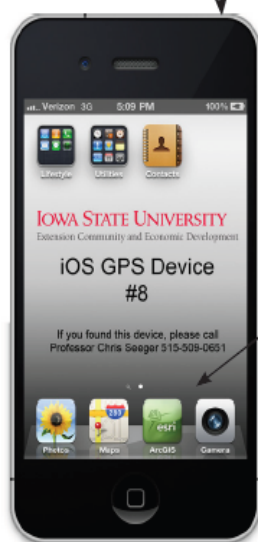 Verizon 3G 5:09 PM 100%
Lifestyle Utilities Contacts
IOWA STATE UNIVERSITY
Extension Community and Economic Development
iOS GPS Device
#8
If you found this device, please call
Professor Chris Seeger 515-509-0651
280
esri
Photos Maps ArcGIS Camera